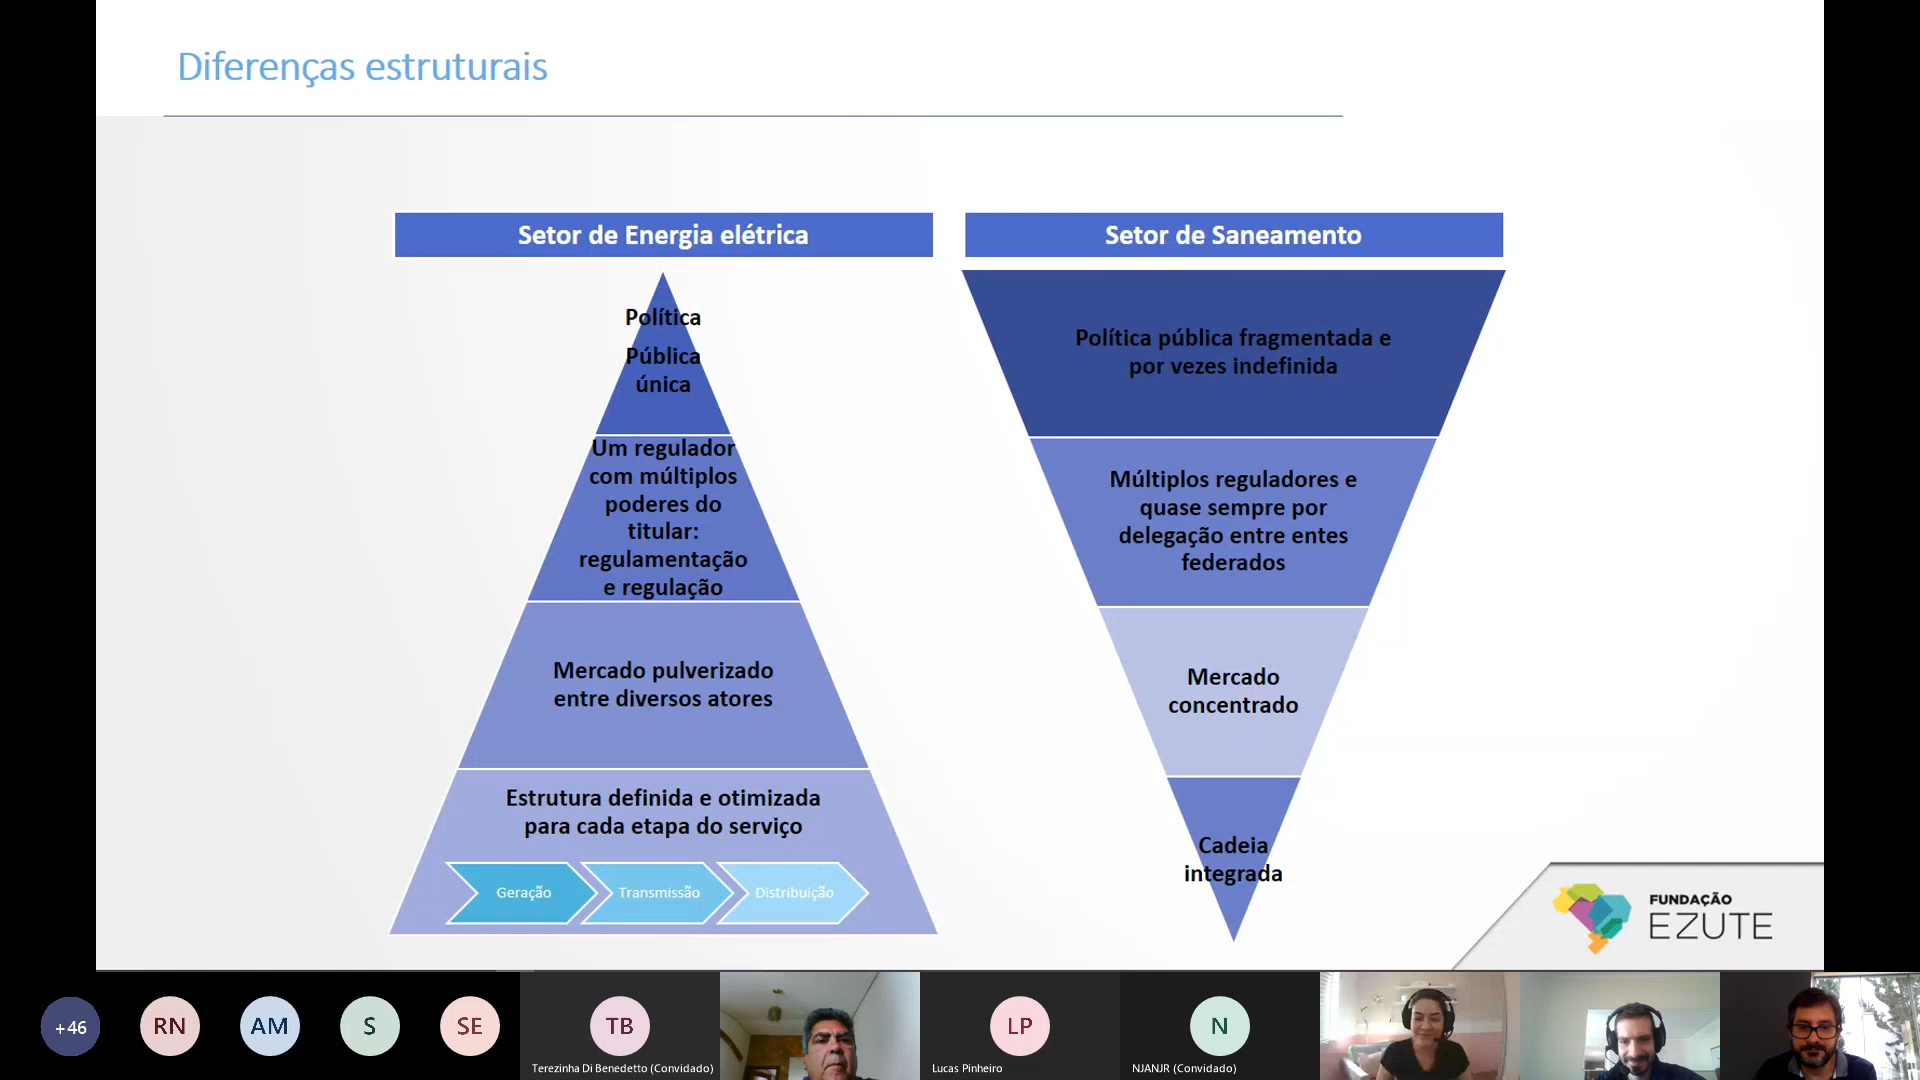 Diferenças estruturais
Setor de Energia elétrica
Política
Pública
única
Um regulador
com múltiplos
poderes do
titular:
regulamentação
e regulação
Mercado pulverizado
entre diversos atores
Estrutura definida e otimizada
para cada etapa do serviço
Geração
Transmissão
Distribuição
Setor de Saneamento
Política pública fragmentada e
por vezes indefinida
Múltiplos reguladores e
quase sempre por
delegação entre entes
federados
Mercado
concentrado
Cadeia
integrada
FUNDAÇÃO
EZUTE
+46
RN
AM
S
SE
TB
Terezinha Di Benedetto (Convidado)
LP
Lucas Pinheiro
N
NJANJR (Convidado)